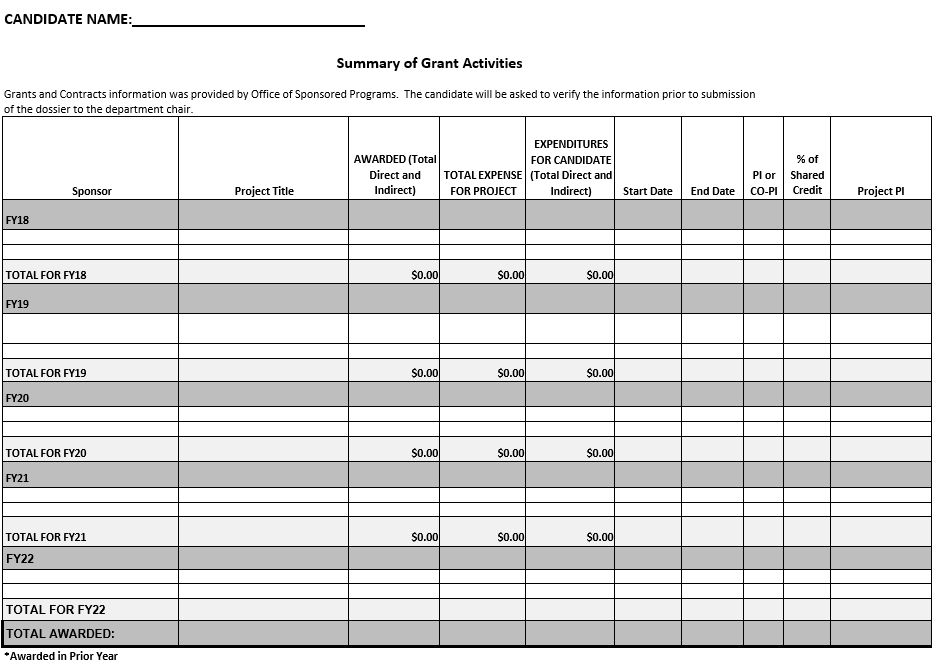 CANDIDATE NAME:
Summary of Grant Activities
Grants and Contracts information was provided by Office of Sponsored Programs. The candidate will be asked to verify the information prior to submission
of the dossier to the department chair.
Sponsor Project Title AWARDED (Total Direct and Indirect) TOTAL EXPENSE FOR PROJECT EXPENDITURES FOR CANDIDATE (Total Direct and Indirect) Start Date End Date PI or CO-PI % of Shared Credit Project PI
FY18
TOTAL FOR FY18 $0.00 $0.00 $0.00
FY19
TOTAL FOR FY19 $0.00 $0.00 $0.00
FY20
TOTAL FOR FY20 $0.00 $0.00 $0.00
FY21
TOTAL FOR FY21 $0.00 $0.00 $0.00
FY22
TOTAL FOR FY22
TOTAL AWARDED:
*Awarded in Prior Year